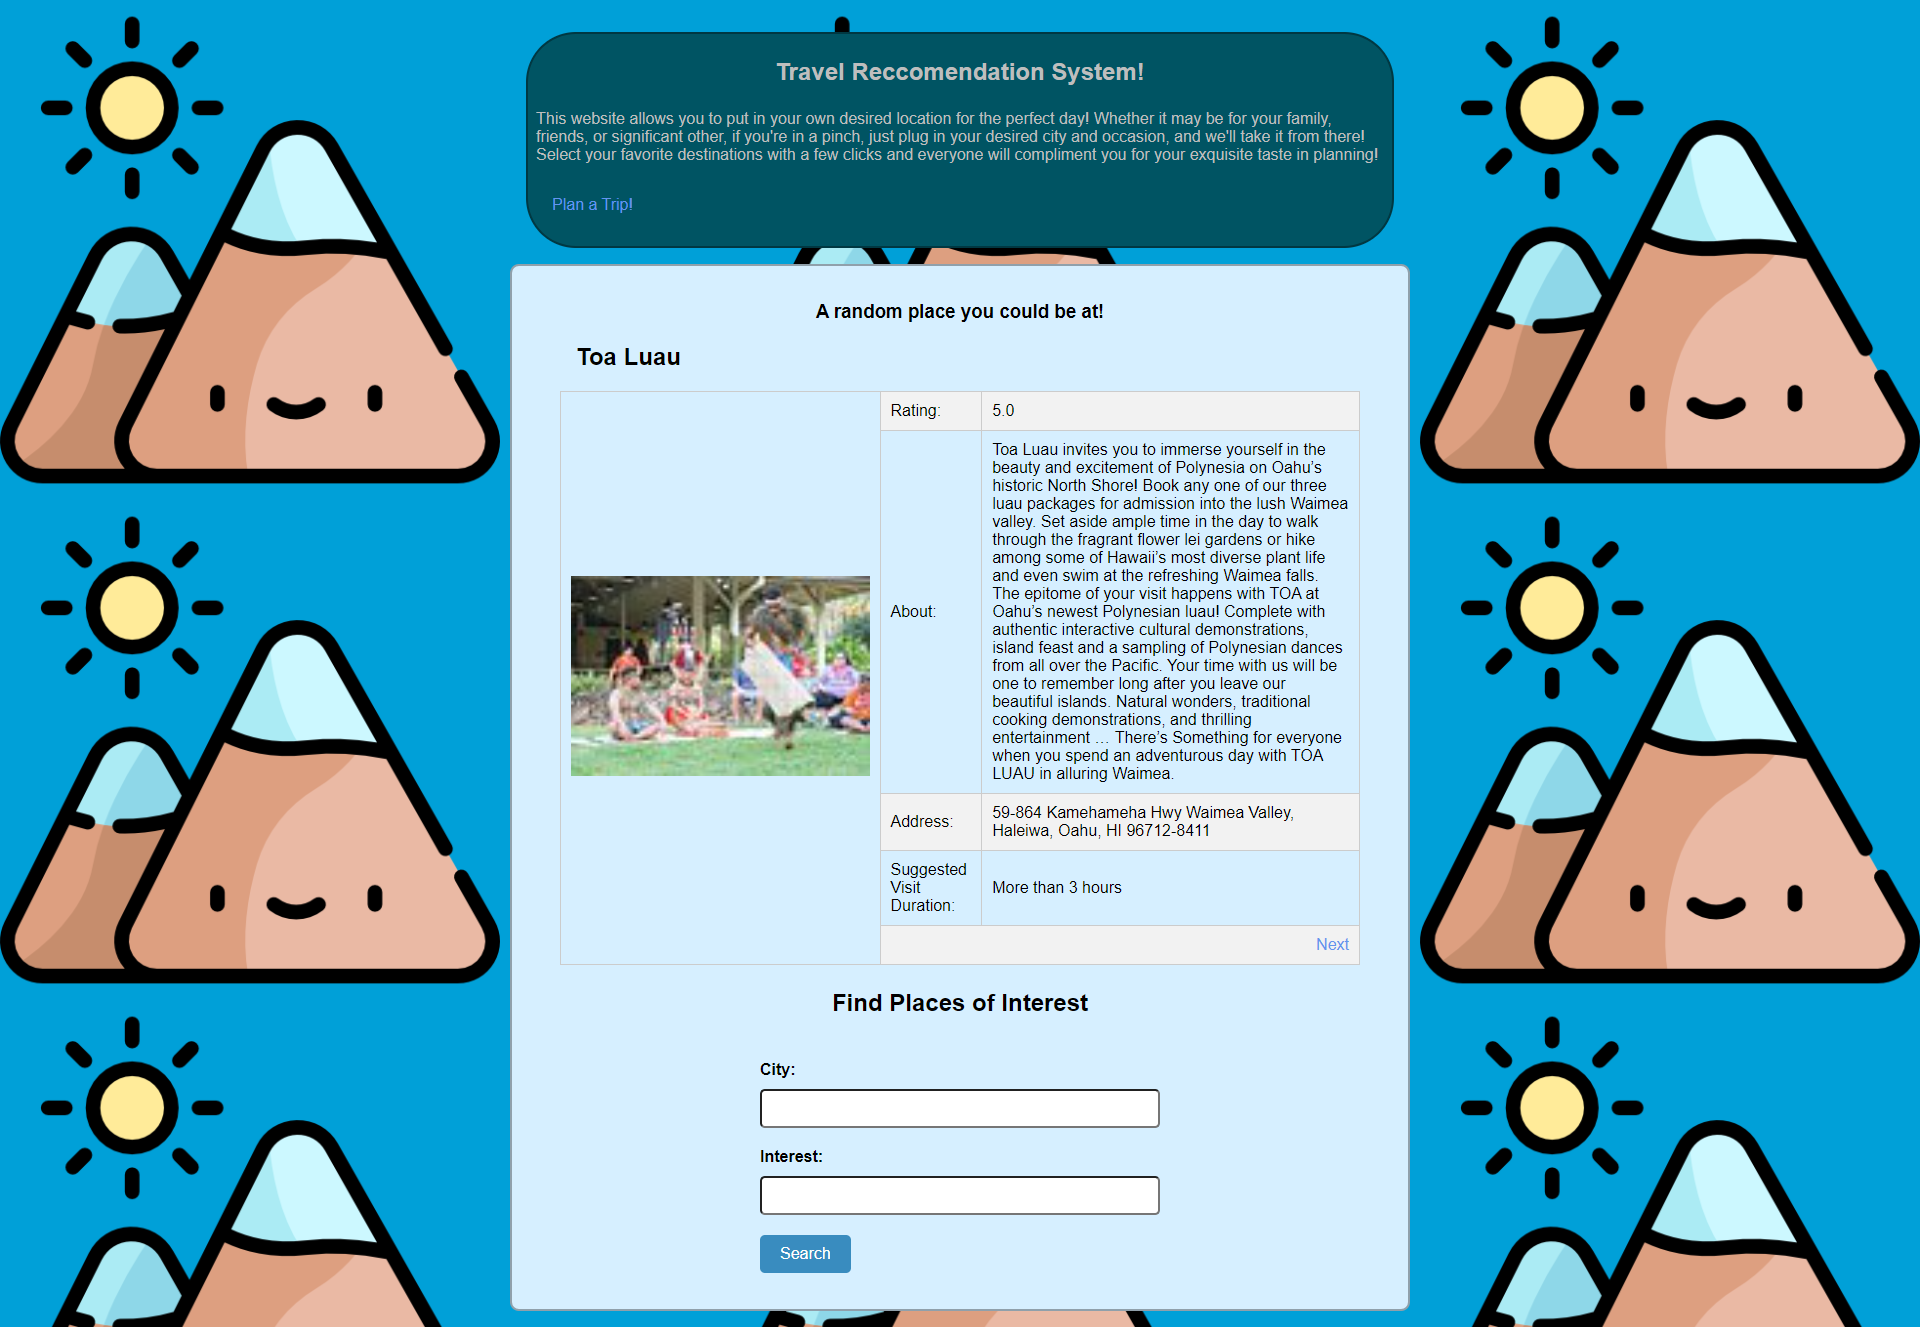 Travel Reccomendation System!
This website allows you to put in your own desired location for the perfect day! Whether it may be for your family,
friends, or significant other, if you're in a pinch, just plug in your desired city and occasion, and we'll take it from there!
Select your favorite destinations with a few clicks and everyone will compliment you for your exquisite taste in planning!
Plan a Trip!
A random place you could be at!
Toa Luau
Rating: 5.0
About:
Toa Luau invites you to immerse yourself in the
beauty and excitement of Polynesia on Oahu’s
historic North Shore! Book any one of our three
luau packages for admission into the lush Waimea
valley. Set aside ample time in the day to walk
through the fragrant flower lei gardens or hike
among some of Hawaii’s most diverse plant life
and even swim at the refreshing Waimea falls.
The epitome of your visit happens with TOA at
Oahu’s newest Polynesian luau! Complete with
authentic interactive cultural demonstrations,
island feast and a sampling of Polynesian dances
from all over the Pacific. Your time with us will be
one to remember long after you leave our
beautiful islands. Natural wonders, traditional
cooking demonstrations, and thrilling
entertainment … There’s Something for everyone
when you spend an adventurous day with TOA
LUAU in alluring Waimea.
Address:
59-864 Kamehameha Hwy Waimea Valley,
Haleiwa, Oahu, HI 96712-8411
Suggested
Visit
Duration:
More than 3 hours
Next
Find Places of Interest
City:
Interest:
Search